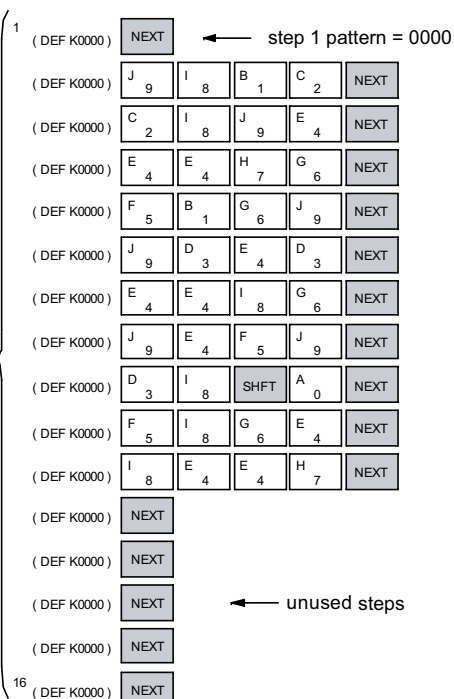 1 ( DEF K0000 ) NEXT step 1 pattern = 0000
( DEF K0000 ) J 9 I 8 B 1 C 2 NEXT
( DEF K0000 ) C 2 I 8 J 9 E 4 NEXT
( DEF K0000 ) E 4 E 4 H 7 G 6 NEXT
( DEF K0000 ) F 5 B 1 G 6 J 9 NEXT
( DEF K0000 ) J 9 D 3 E 4 D 3 NEXT
( DEF K0000 ) E 4 E 4 I 8 G 6 NEXT
( DEF K0000 ) J 9 E 4 F 5 J 9 NEXT
( DEF K0000 ) D 3 I 8 SHFT A 0 NEXT
( DEF K0000 ) F 5 I 8 G 6 E 4 NEXT
( DEF K0000 ) I 8 E 4 E 4 H 7 NEXT
( DEF K0000 ) NEXT
( DEF K0000 ) NEXT
( DEF K0000 ) NEXT unused steps
( DEF K0000 ) NEXT
16 ( DEF K0000 ) NEXT